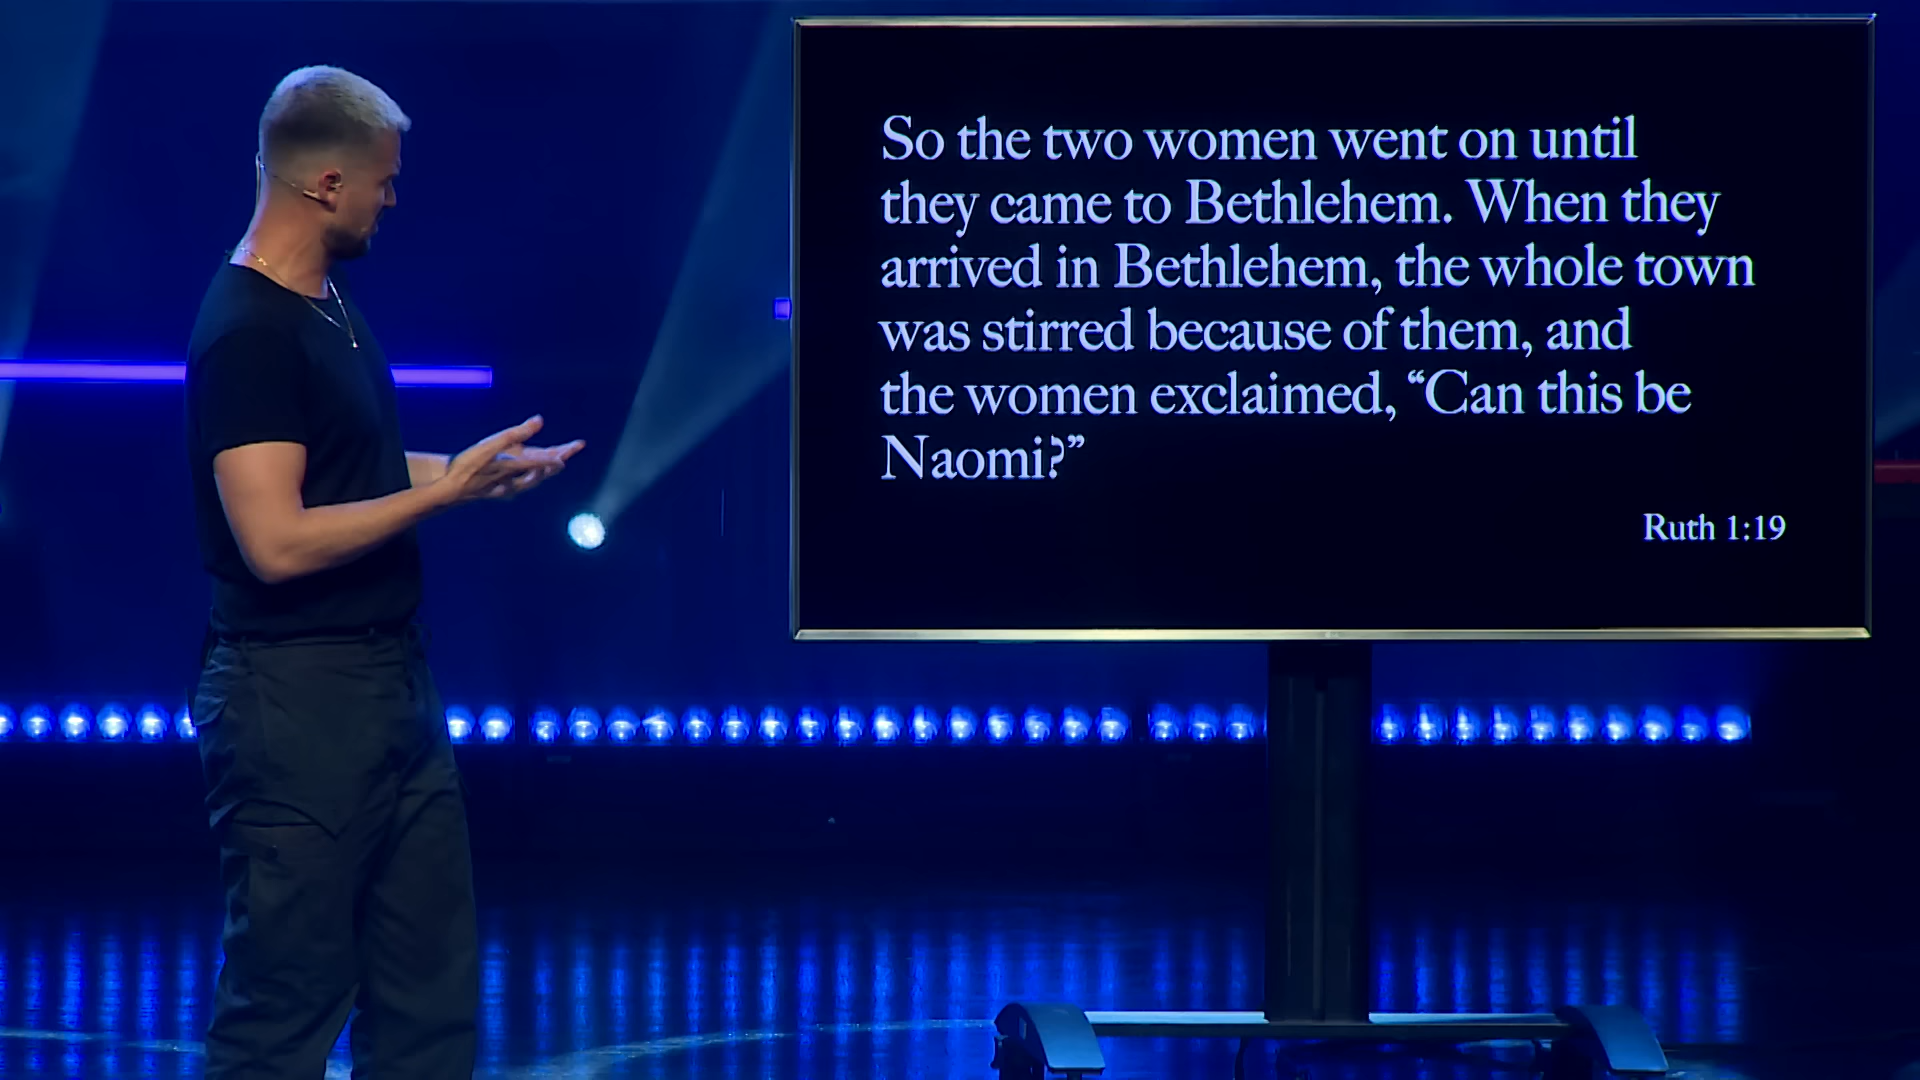 So the two women went on until
they came to Bethlehem. When they
arrived in Bethlehem, the whole town
was stirred because of them, and
the women exclaimed, “Can this be
Naomi?”
Ruth 1:19